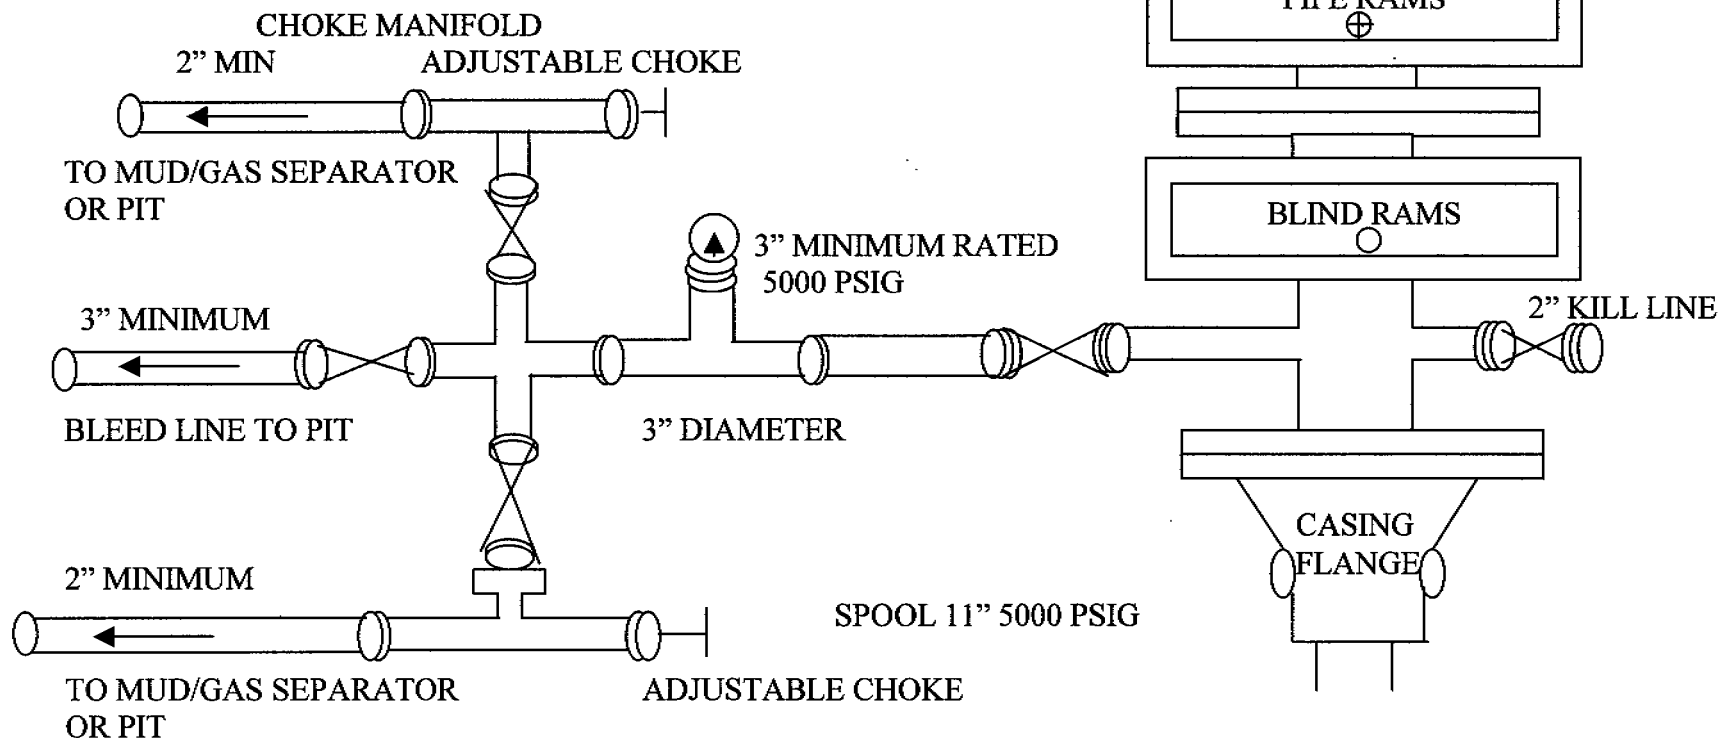 PIPE RAMS
CHOKE MANIFOLD
2” MIN
ADJUSTABLE CHOKE
TO MUD/GAS SEPARATOR
OR PIT
BLIND RAMS
3” MINIMUM RATED
5000 PSIG
3” MINIMUM
2” KILL LINE
BLEED LINE TO PIT
3” DIAMETER
CASING
FLANGE
2” MINIMUM
SPOOL 11” 5000 PSIG
TO MUD/GAS SEPARATOR
OR PIT
ADJUSTABLE CHOKE